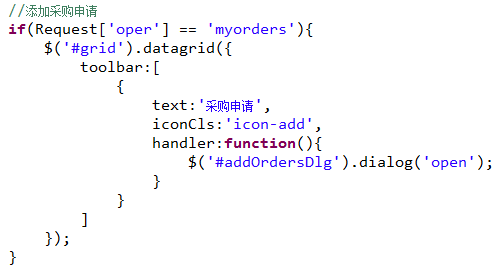 //添加采购申请
if(Request['oper'] == 'myorders'){
    $('#grid').datagrid({
        toolbar:[
            {
                text:'采购申请',
                iconCls:'icon-add',
                handler:function(){
                    $('#addOrdersDlg').dialog('open');
                }
            }
        ]
    });
}